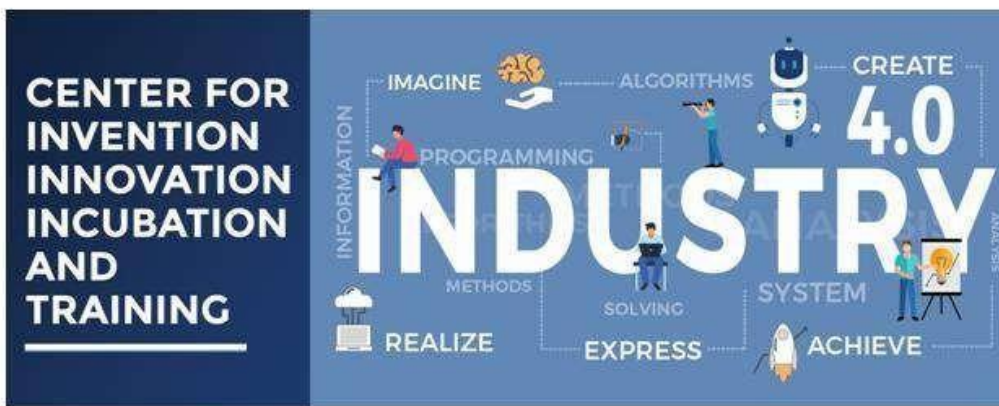 CENTER FOR
INVENTION
INNOVATION
INCUBATION
AND
TRAINING
IMAGINE
ALGORITHMS
CREATE
4.0
INFORMATION
PROGRAMMING
INDUSTRY
ANALYSIS
METHODS
SOLVING
SYSTEM
REALIZE
EXPRESS
ACHIEVE